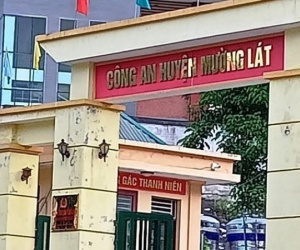 CÔNG AN HUYỆN MƯỜNG LÁT
GÁC THANH NIÊN